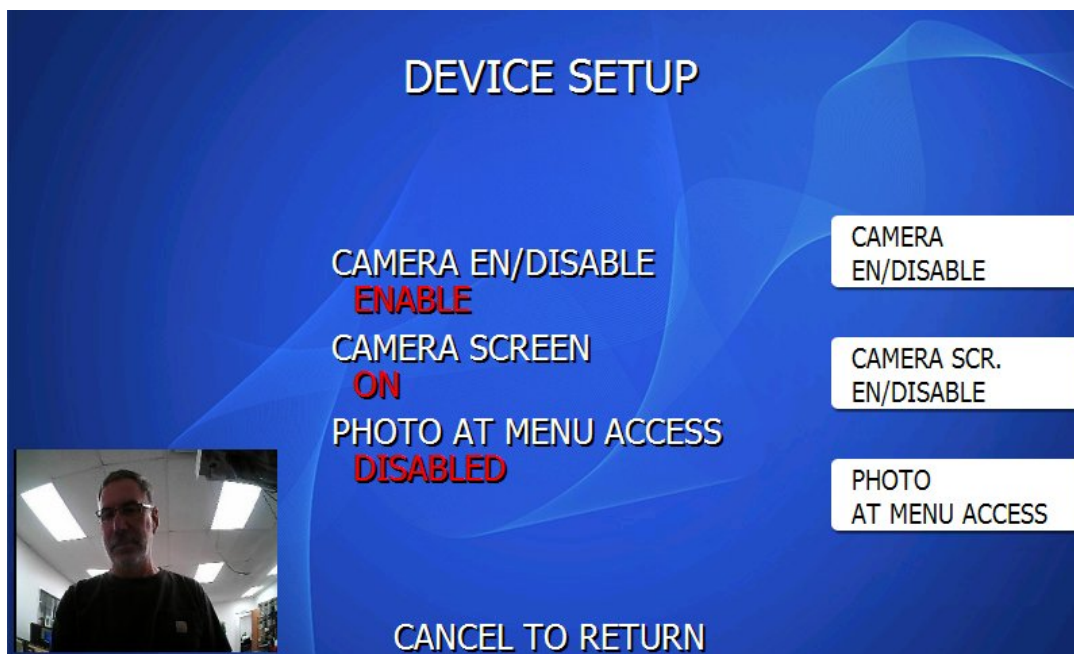 DEVICE SETUP
CAMERA EN/DISABLE
ENABLE
CAMERA SCREEN
ON
PHOTO AT MENU ACCESS
DISABLED
CAMERA
EN/DISABLE
CAMERA SCR.
EN/DISABLE
PHOTO
AT MENU ACCESS
CANCEL TO RETURN